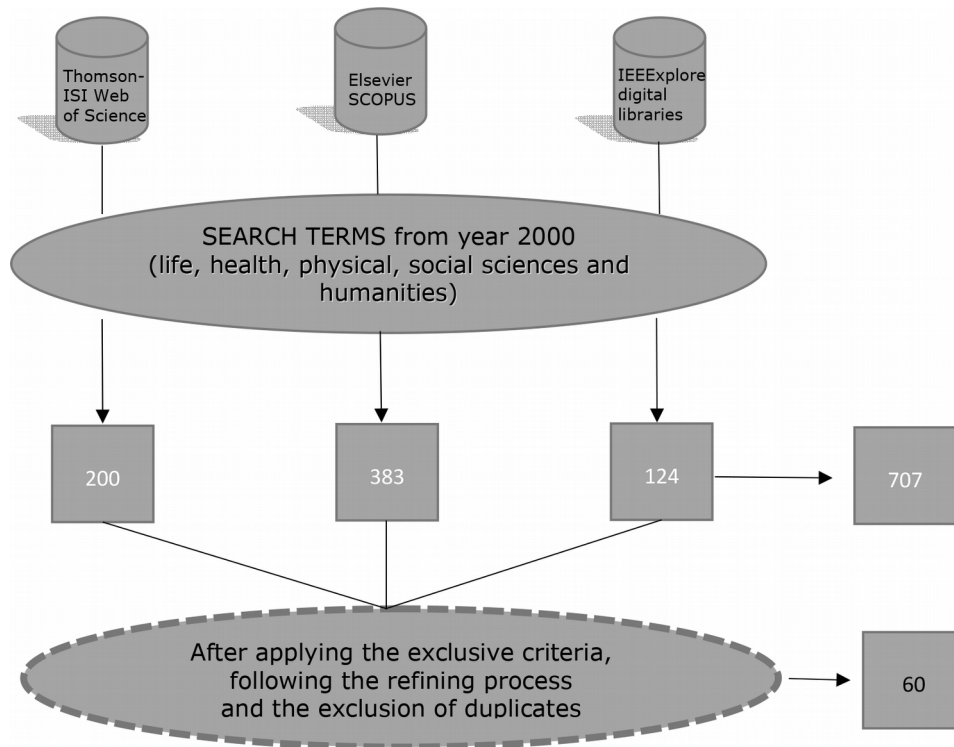 Thomson-
ISI Web
of Science
Elsevier
SCOPUS
IEEExplore
digital
libraries
SEARCH TERMS from year 2000
(life, health, physical, social sciences and
humanities)
200
383
124
707
After applying the exclusive criteria,
following the refining process
and the exclusion of duplicates
60